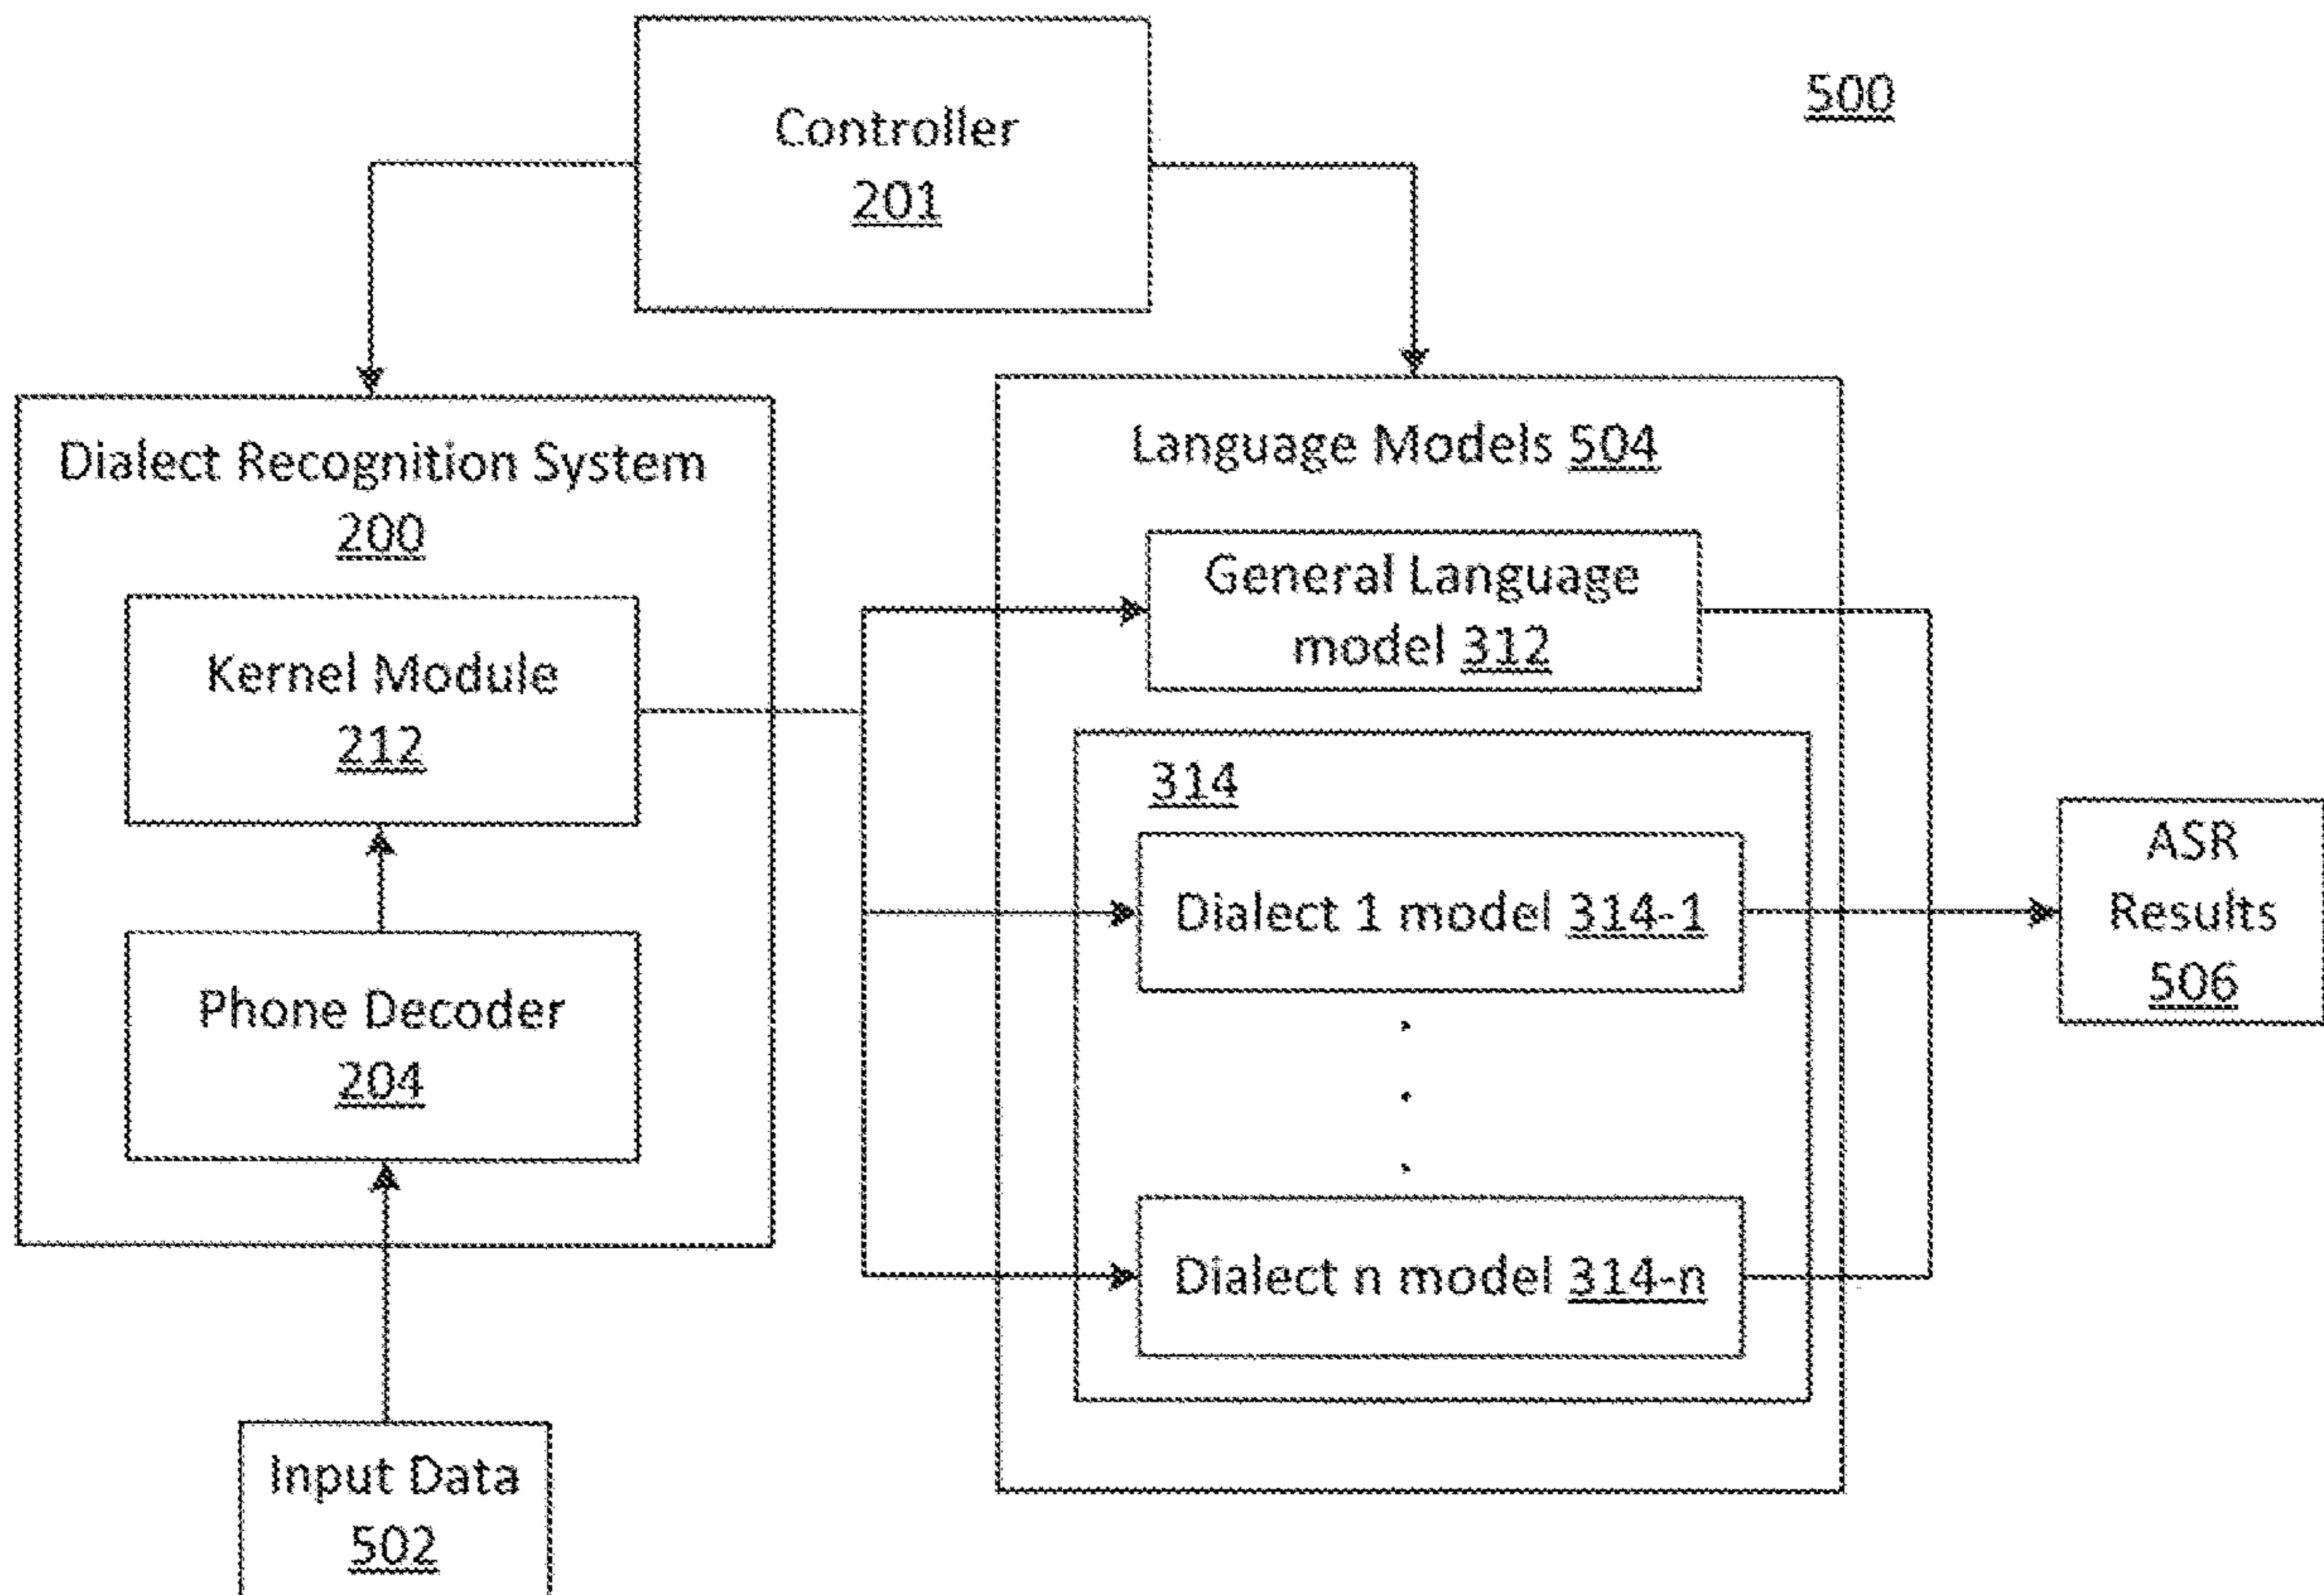 Controller
201
500
Dialect Recognition System
200
Kernel Module
212
Phone Decoder
204
Input Data
502
Language Models 504
General Language
model 312
314
Dialect 1 model 314-1
.
.
.
Dialect n model 314-n
ASR
Results
506